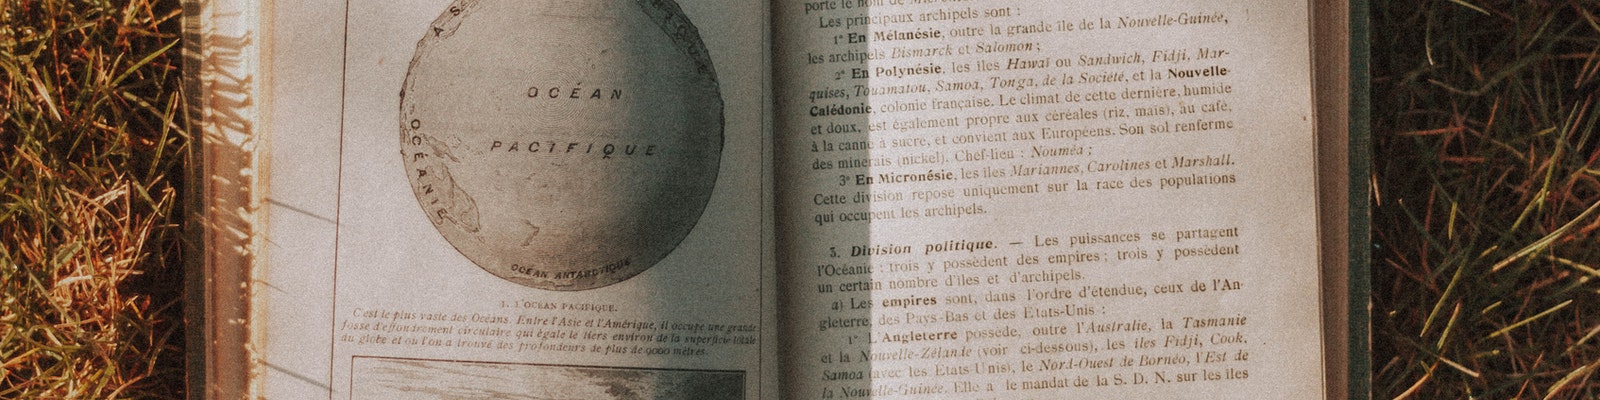 AS
RIQUE
OCÉAN
PACIFIQUE
OCÉANIE
OCÉAN ANTARCTIQUE
1. L'OCÉAN PACIFIQUE.
C'est le plus vaste des Océans. Entre l'Asie et l'Amérique, il occupe une grande
fosse d'effondrement circulaire qui égale le tiers environ de la superficie totale
du globe et où l'on a trouvé des profondeurs de plus de 9000 mètres.
porte le nom de
Les principaux archipels sont :
1° En Mélanésie, outre la grande île de la Nouvelle-Guinée,
les archipels Bismarck et Salomon ;
2° En Polynésie, les îles Hawaï ou Sandwich, Fidji, Mar-
quises, Touamatou, Samoa, Tonga, de la Société, et la Nouvelle-
Calédonie, colonie française. Le climat de cette dernière, humide
et doux, est également propre aux céréales (riz, maïs), au café,
à la canne à sucre, et convient aux Européens. Son sol renferme
des minerais (nickel). Chef-lieu : Nouméa ;
3° En Micronésie, les îles Mariannes, Carolines et Marshall.
Cette division repose uniquement sur la race des populations
qui occupent les archipels.
3. Division politique. — Les puissances se partagent
l'Océanie : trois y possèdent des empires ; trois y possèdent
un certain nombre d'îles et d'archipels.
a) Les empires sont, dans l'ordre d'étendue, ceux de l'An-
gleterre, des Pays-Bas et des Etats-Unis :
1° L'Angleterre possède, outre l'Australie, la Tasmanie
et la Nouvelle-Zélande (voir ci-dessous), les îles Fidji, Cook,
Samoa (avec les Etats-Unis), le Nord-Ouest de Bornéo, l'Est de
la Nouvelle-Guinée. Elle a le mandat de la S. D. N. sur les îles